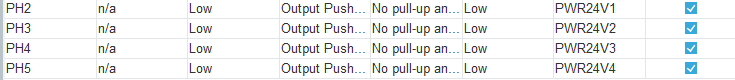 PH2 n/a Low Output Push... No pull-up an... Low PWR24V1
PH3 n/a Low Output Push... No pull-up an... Low PWR24V2
PH4 n/a Low Output Push... No pull-up an... Low PWR24V3
PH5 n/a Low Output Push... No pull-up an... Low PWR24V4